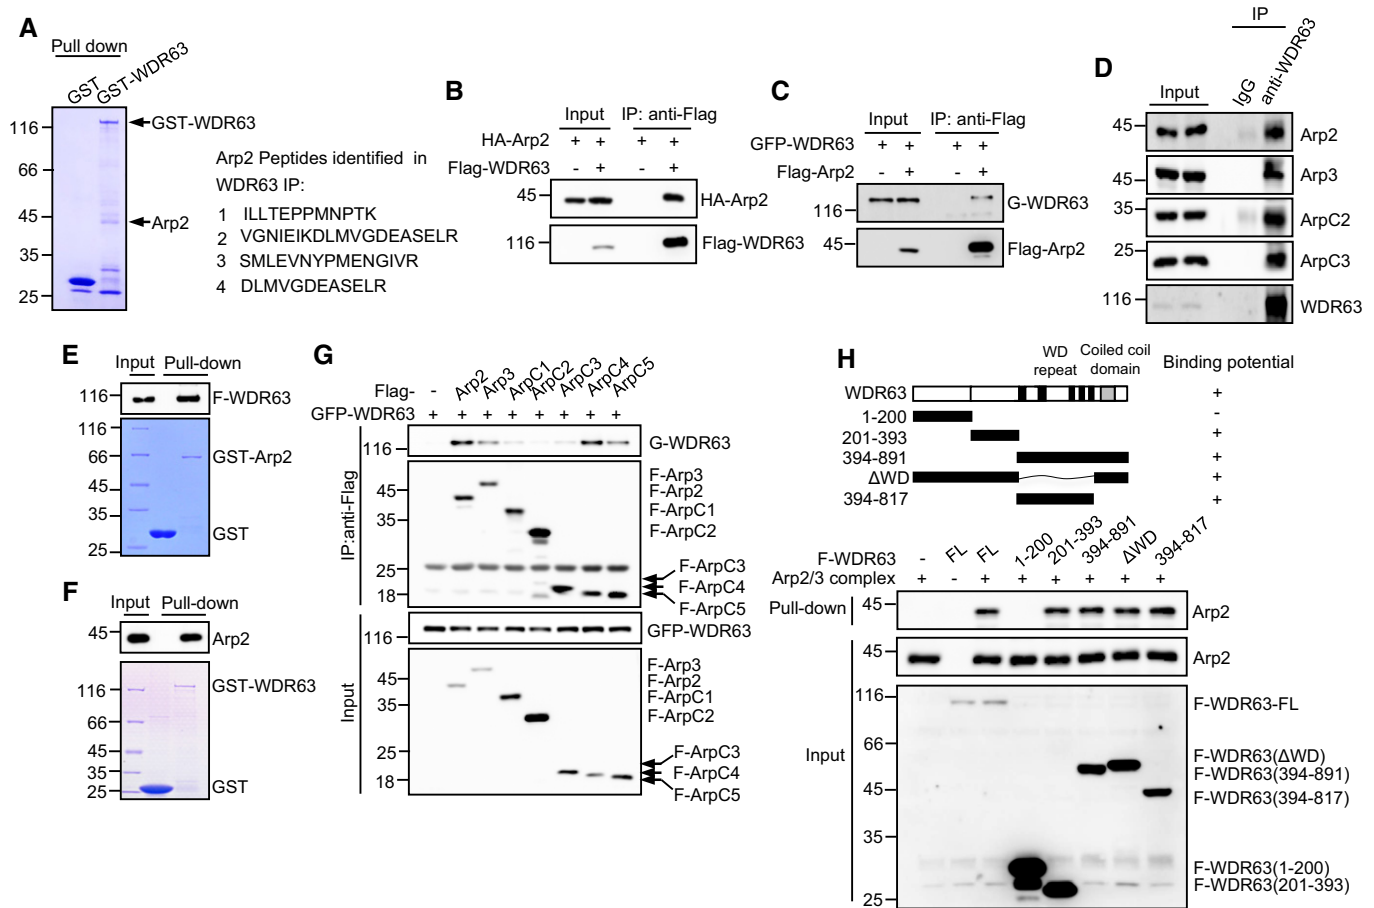 A
Pull down
GST
GST-WDR63
116
66
45
35
25
GST-WDR63
Arp2
Arp2 Peptides identified in
WDR63 IP:
1 ILLTEPPMNPTK
2 VGNIEIKDLMVGDEASELR
3 SMLEVNYPMENGIVR
4 DLMVGDEASELR
B
Input IP: anti-Flag
HA-Arp2 + + + +
Flag-WDR63 - + - +
45 HA-Arp2
116 Flag-WDR63
C
Input IP: anti-Flag
GFP-WDR63 + + + +
Flag-Arp2 - + - +
116 G-WDR63
45 Flag-Arp2
D
IP
Input IgG anti-WDR63
45 Arp2
45 Arp3
35 ArpC2
25 ArpC3
116 WDR63
E
Input Pull-down
116 F-WDR63
116
66 GST-Arp2
45
35 GST
25
F
Input Pull-down
45 Arp2
116 GST-WDR63
66
45
35
25 GST
G
Flag- - Arp2 Arp3 ArpC1 ArpC2 ArpC3 ArpC4 ArpC5
GFP-WDR63 + + + + + + + +
IP:anti-Flag
116 G-WDR63
F-Arp3
45 F-Arp2
F-ArpC1
35 F-ArpC2
25 F-ArpC3
F-ArpC4
18 F-ArpC5
Input
116 GFP-WDR63
F-Arp3
45 F-Arp2
F-ArpC1
35 F-ArpC2
25 F-ArpC3
F-ArpC4
18 F-ArpC5
H
WD
repeat
Coiled coil
domain
Binding potential
WDR63 +
1-200 -
201-393 +
394-891 +
ΔWD +
394-817 +
F-WDR63 - FL FL 1-200 201-393 394-891 ΔWD 394-817
Arp2/3 complex + - + + + + + +
Pull-down 45 Arp2
Input
45 Arp2
116 F-WDR63-FL
66
F-WDR63(ΔWD)
F-WDR63(394-891)
45 F-WDR63(394-817)
35
F-WDR63(1-200)
F-WDR63(201-393)
25